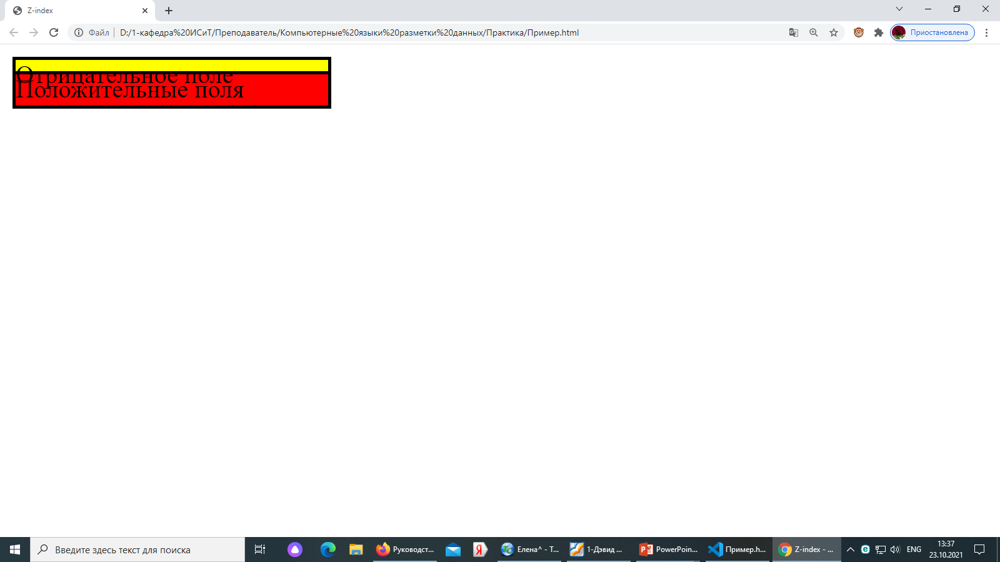 Z-index
Файл
D:/1-кафедра%20ИСиТ/Преподаватель/Компьютерные%20языки%20разметки%20данных/Практика/Пример.html
Приостановлена
Отрицательное поле
Положительные поля
Введите здесь текст для поиска
Руководст...
Елена^ - Т...
1-Дэвид ...
PowerPoin...
Пример.h...
Z-index - ...
ENG
13:37
23.10.2021